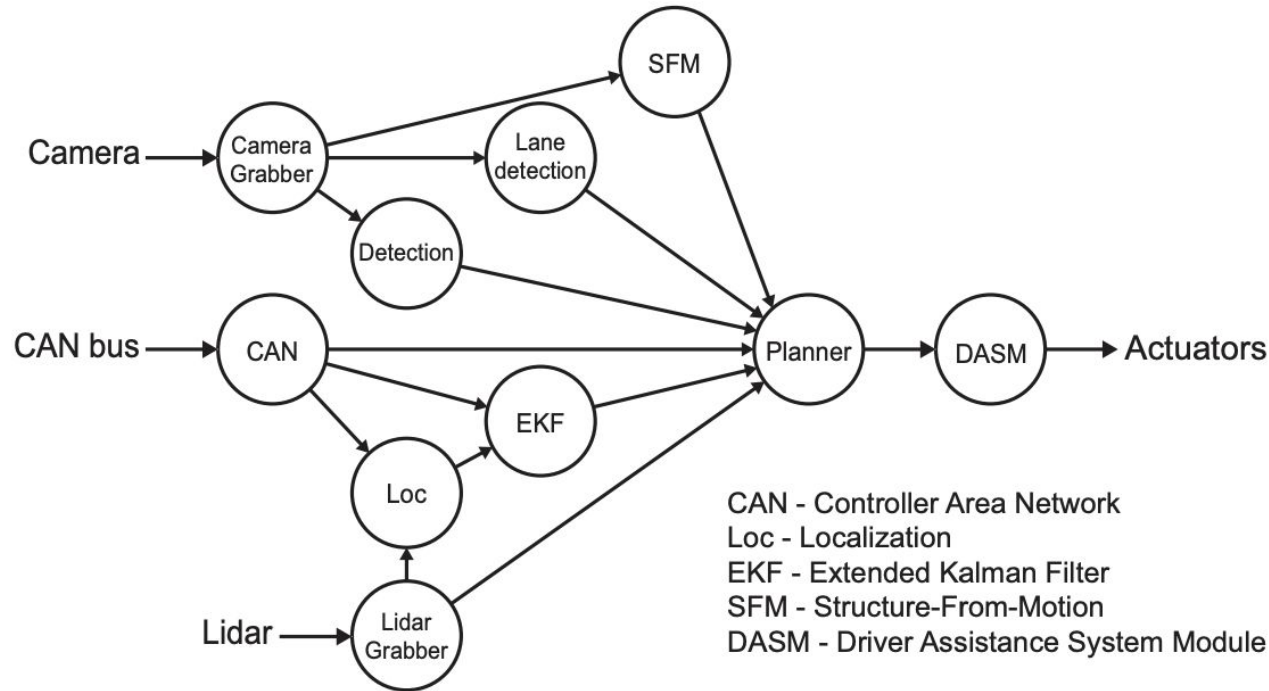 SFM
Camera
Camera
Grabber
Lane
detection
Detection
CAN bus
CAN
Planner
DASM
Actuators
EKF
Loc
CAN - Controller Area Network
Loc - Localization
EKF - Extended Kalman Filter
SFM - Structure-From-Motion
DASM - Driver Assistance System Module
Lidar
Lidar
Grabber